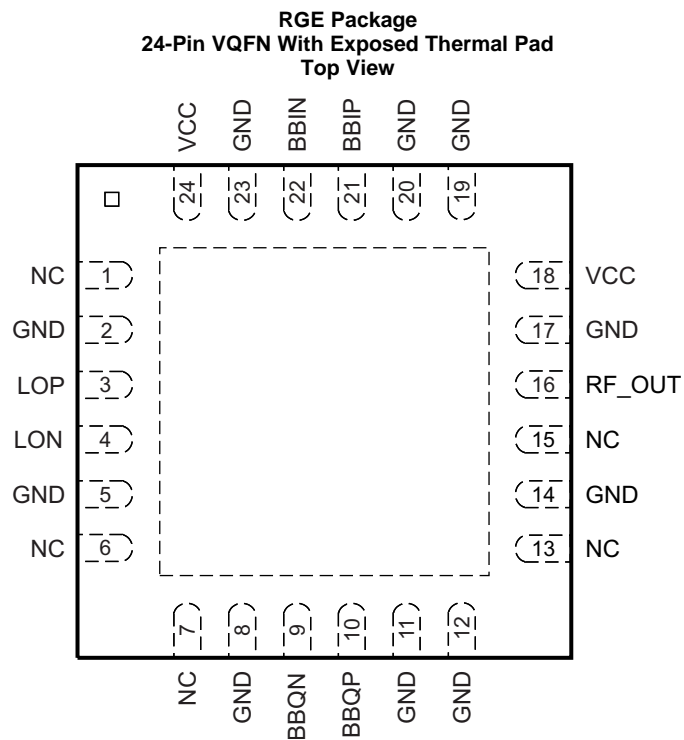 RGE Package
24-Pin VQFN With Exposed Thermal Pad
Top View
VCC
GND
BBIN
BBIP
GND
GND
24
23
22
21
20
19
NC 1
GND 2
LOP 3
LON 4
GND 5
NC 6
18 VCC
17 GND
16 RF_OUT
15 NC
14 GND
13 NC
7
8
9
10
11
12
NC
GND
BBQN
BBQP
GND
GND